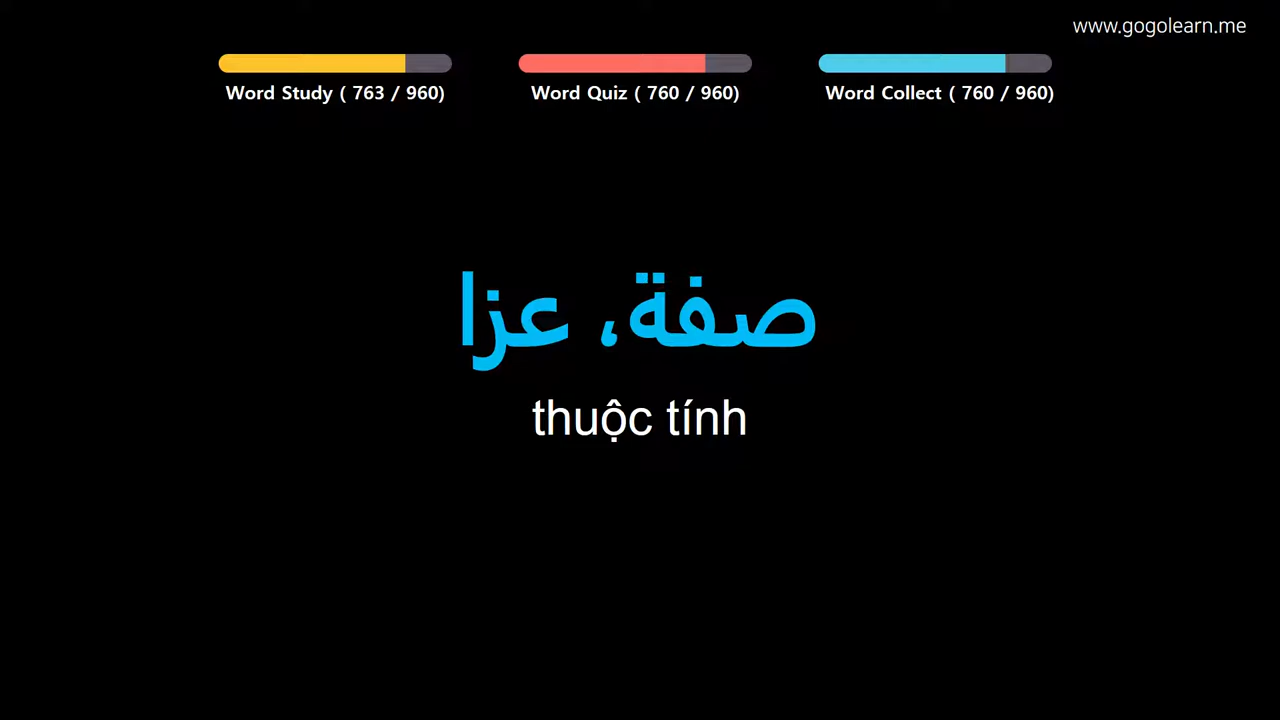 www.gogolearn.me
Word Study ( 763 / 960)
Word Quiz ( 760 / 960)
Word Collect ( 760 / 960)
صفة، عزا
thuộc tính